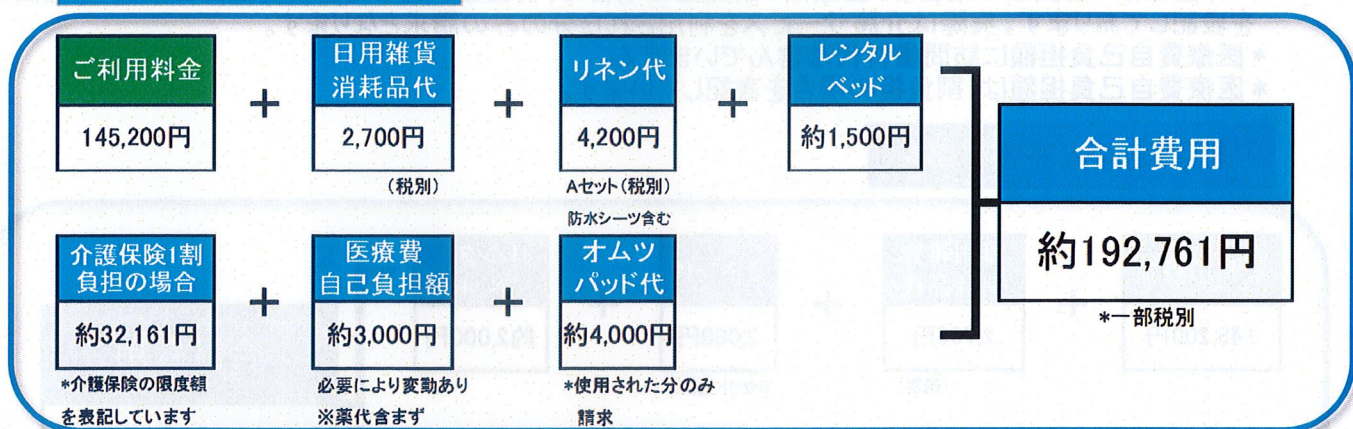 ご利用料金
145,200円
+
日用雑貨
消耗品代
2,700円
(税別)
+
リネン代
4,200円
Aセット(税別)
防水シーツ含む
+
レンタル
ベッド
約1,500円
介護保険1割
負担の場合
約32,161円
*介護保険の限度額
を表記しています
+
医療費
自己負担額
約3,000円
必要により変動あり
※薬代含まず
+
オムツ
パッド代
約4,000円
*使用された分のみ
請求
合計費用
約192,761円
*一部税別